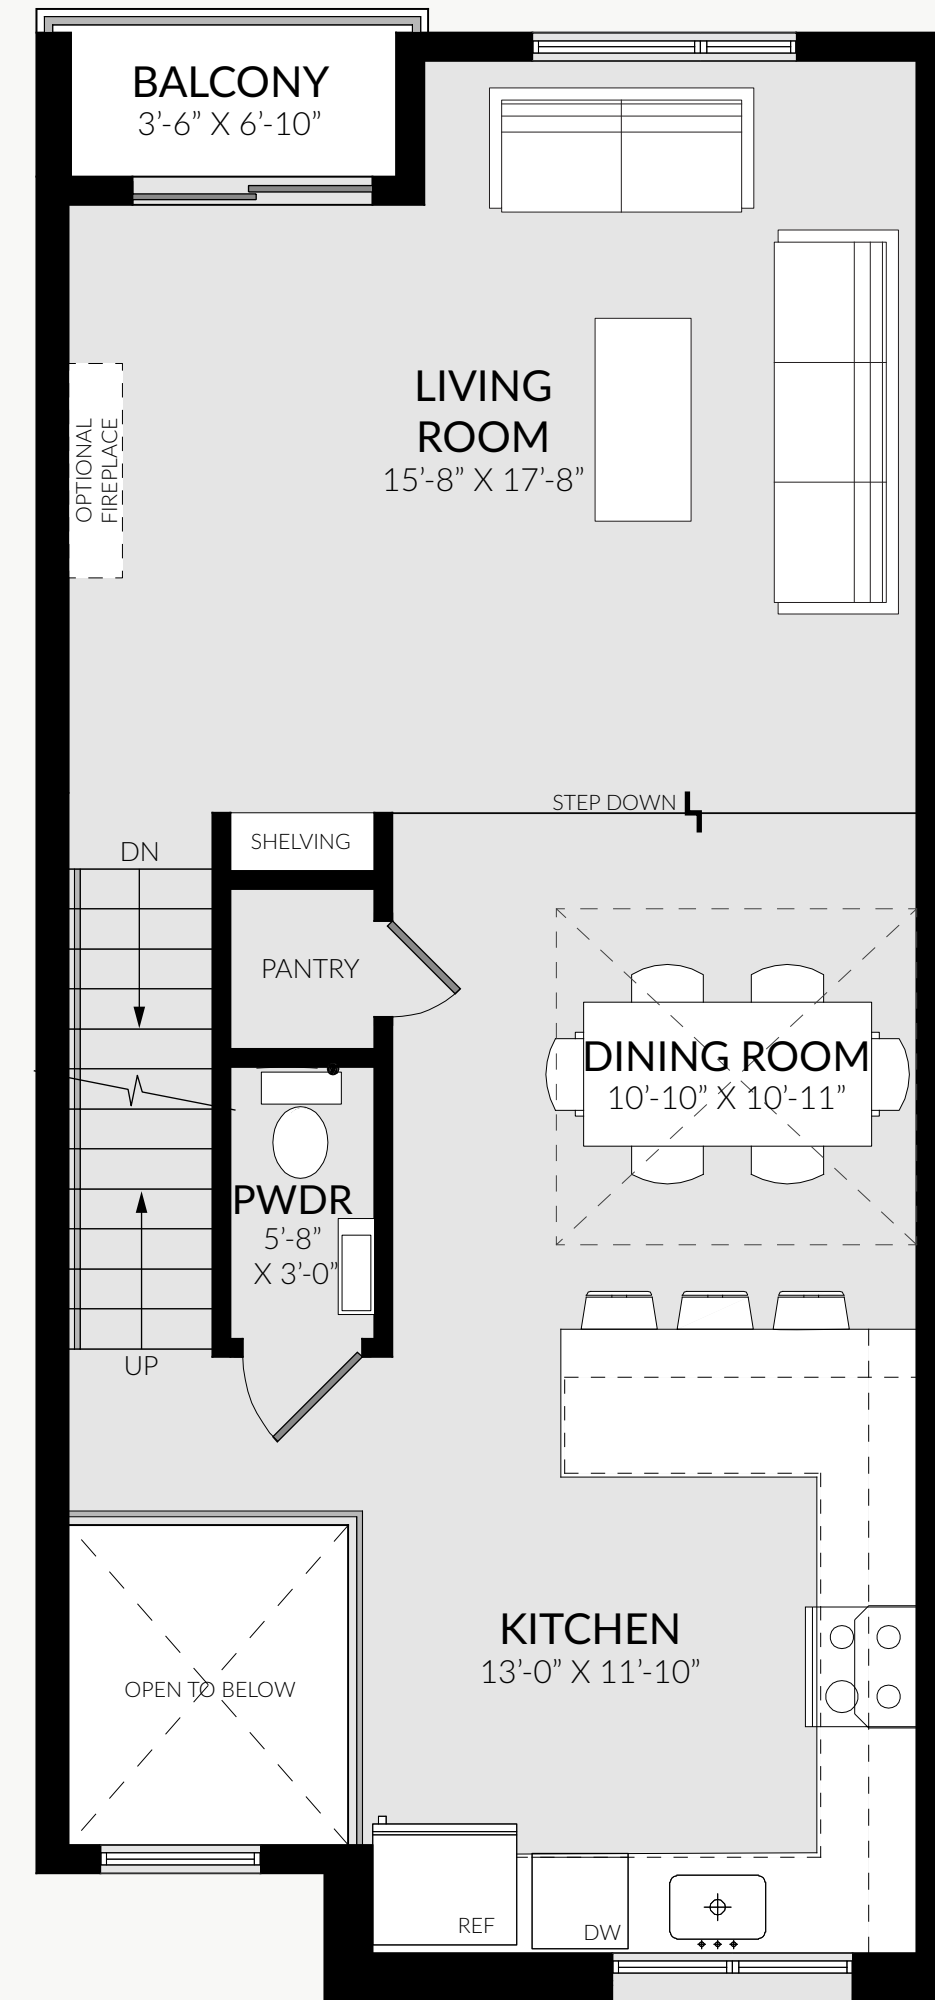 BALCONY
3’-6” X 6’-10”
LIVING
ROOM
15’-8” X 17’-8”
OPTIONAL
FIREPLACE
STEP DOWN
SHELVING
DN
PANTRY
DINING ROOM
10’-10” X 10’-11”
PWDR
5’-8”
X 3’-0”
UP
KITCHEN
13’-0” X 11’-10”
OPEN TO BELOW
REF
DW